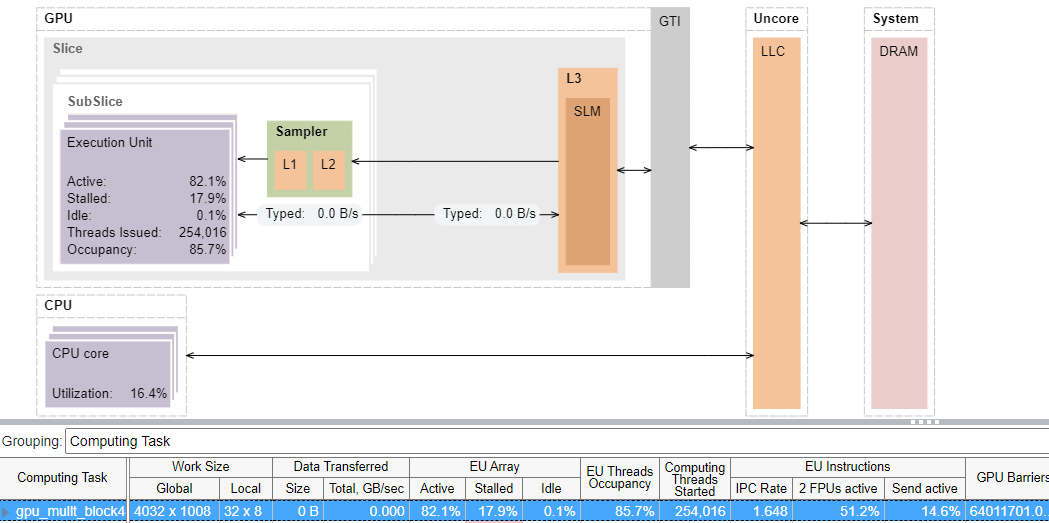 GPU
GTI
Uncore
System
Slice
LLC
DRAM
L3
SubSlice
SLM
Sampler
Execution Unit
L1
L2
Active: 82.1%
Stalled: 17.9%
Idle: 0.1%
Typed: 0.0 B/s
Typed: 0.0 B/s
Threads Issued: 254,016
Occupancy: 85.7%
CPU
CPU core
Utilization: 16.4%
Grouping: Computing Task
Computing Task
Work Size
Data Transferred
EU Array
EU Threads Occupancy
Computing Threads Started
EU Instructions
GPU Barriers
Global
Local
Size
Total, GB/sec
Active
Stalled
Idle
IPC Rate
2 FPUs active
Send active
gpu_mullt_block4 4032 x 1008 32 x 8 0 B 0.000 82.1% 17.9% 0.1% 85.7% 254,016 1.648 51.2% 14.6% 64011701.0.